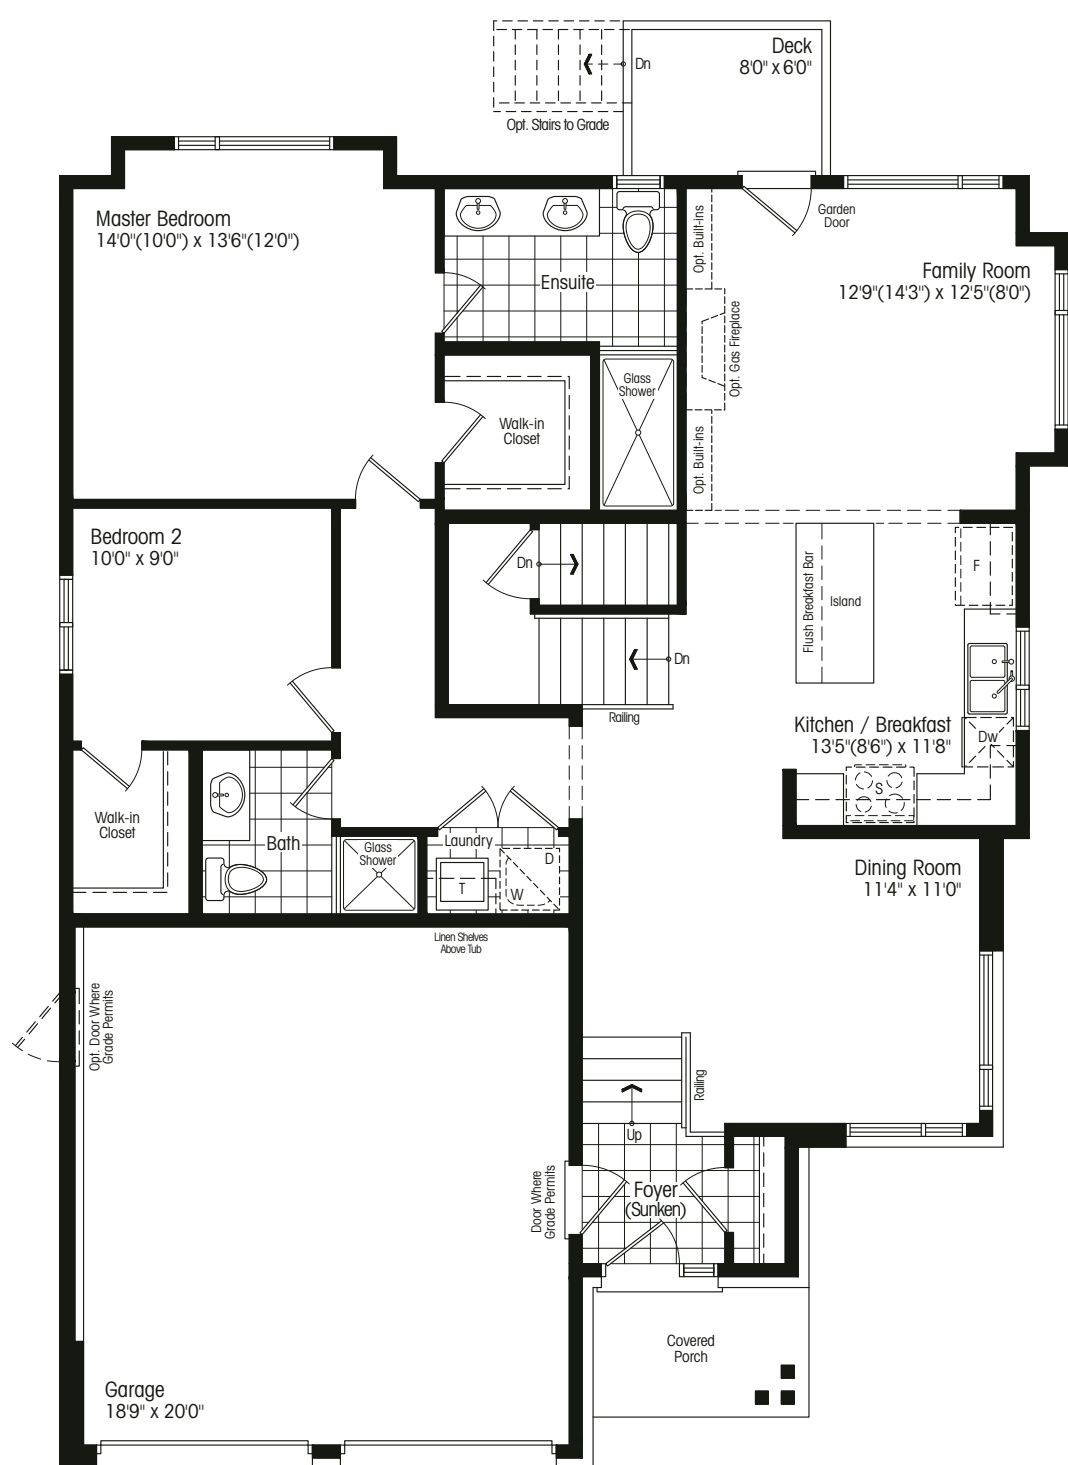 Deck
8'0" x 6'0"
Dn
Opt. Stairs to Grade
Master Bedroom
14'0"(10'0") x 13'6"(12'0")
Ensuite
Opt. Built-ins
Garden
Door
Family Room
12'9"(14'3") x 12'5"(8'0")
Opt. Gas Fireplace
Glass
Shower
Walk-in
Closet
Opt. Built-ins
Bedroom 2
10'0" x 9'0"
Dn
Flush Breakfast Bar
Island
F
Dn
Railing
Kitchen / Breakfast
13'5"(8'6") x 11'8"
Dw
S
Walk-in
Closet
Bath
Glass
Shower
Laundry
T
W
D
Dining Room
11'4" x 11'0"
Linen Shelves
Above Tub
Opt. Door Where
Grade Permits
Railing
Up
Door Where
Grade Permits
Foyer
(Sunken)
Covered
Porch
Garage
18'9" x 20'0"